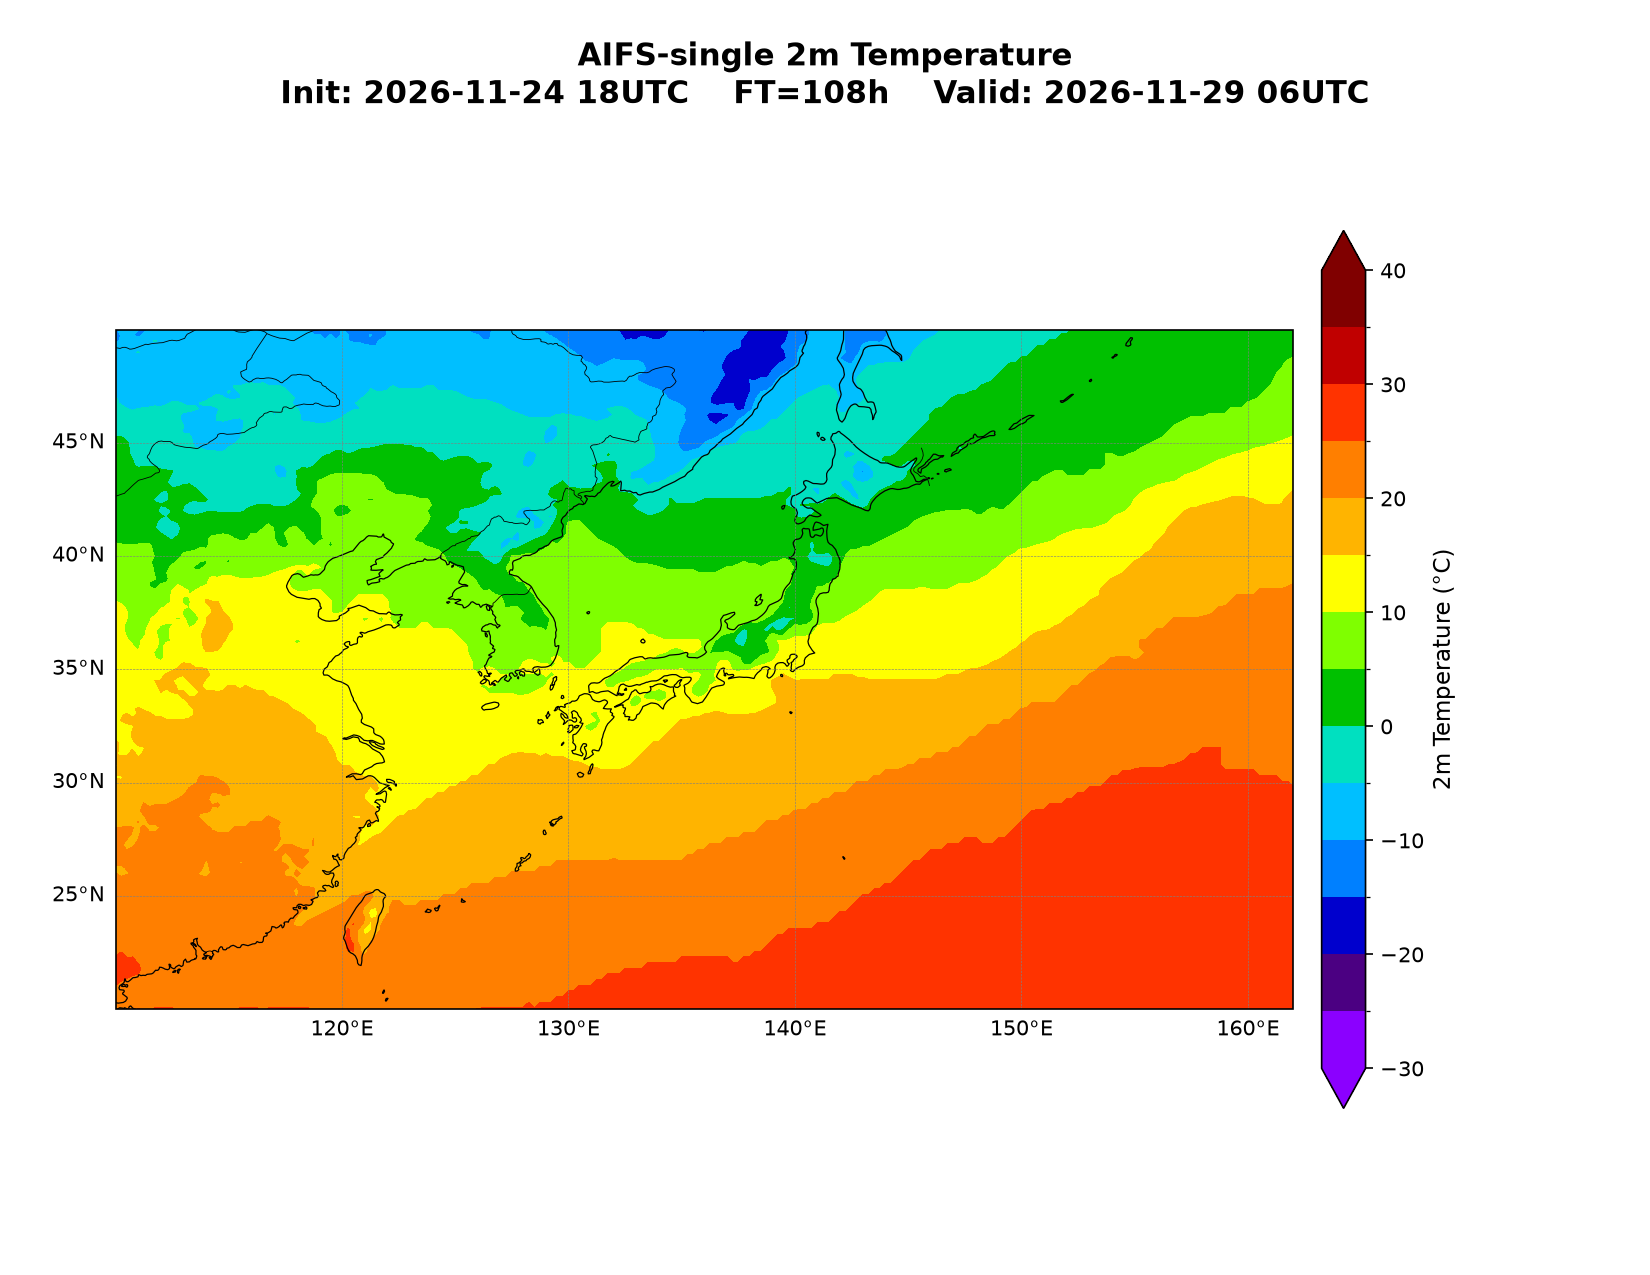 AIFS-single 2m Temperature
Init: 2026-11-24 18UTC    FT=108h    Valid: 2026-11-29 06UTC
45°N
40°N
35°N
30°N
25°N
120°E
130°E
140°E
150°E
160°E
40
30
20
10
0
−10
−20
−30
2m Temperature (°C)